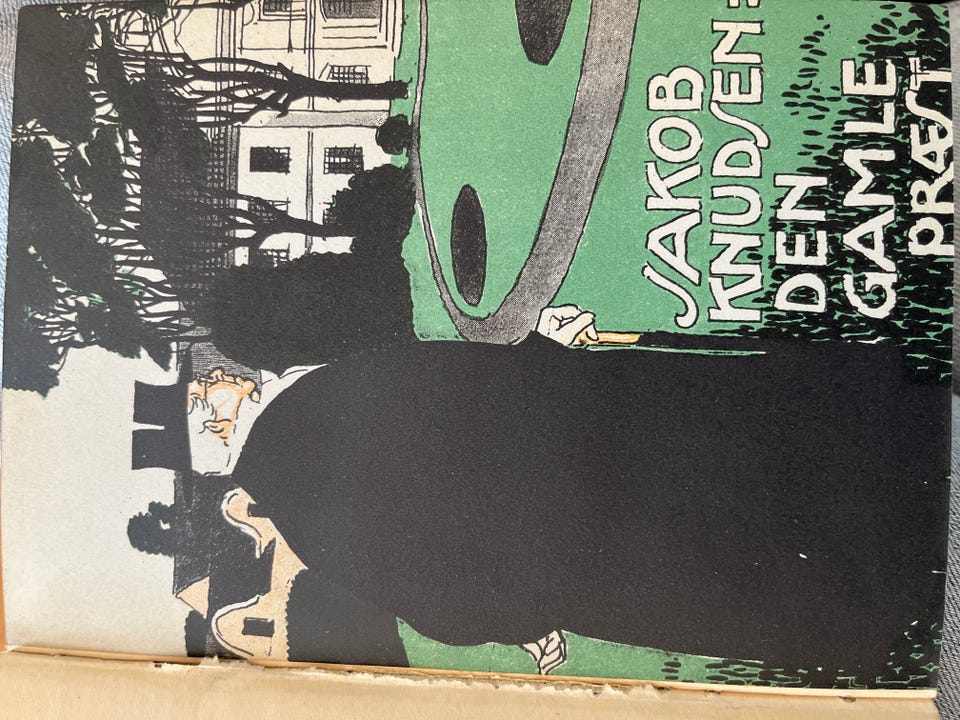 JAKOB
KNUDSEN:
DEN
GAMLE
PRÆST